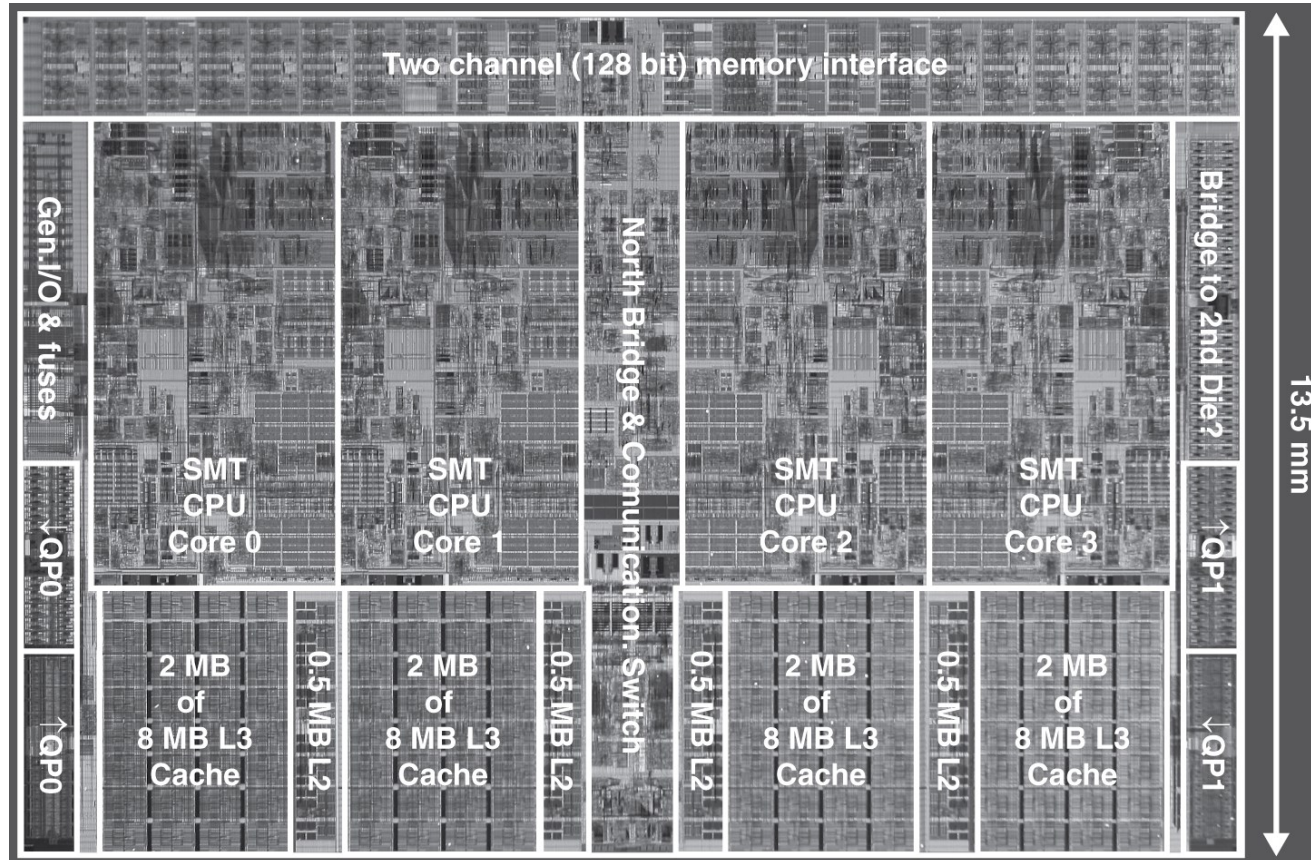 Two channel (128 bit) memory interface
Gen.I/O & fuses
SMT
CPU
Core 0
SMT
CPU
Core 1
North Bridge & Communication. Switch
SMT
CPU
Core 2
SMT
CPU
Core 3
Bridge to 2nd Die?
13.5 mm
↓QP0
↑QP1
↑QP0
2 MB
of
8 MB L3
Cache
0.5 MB L2
2 MB
of
8 MB L3
Cache
0.5 MB L2
0.5 MB L2
2 MB
of
8 MB L3
Cache
0.5 MB L2
2 MB
of
8 MB L3
Cache
↓QP1